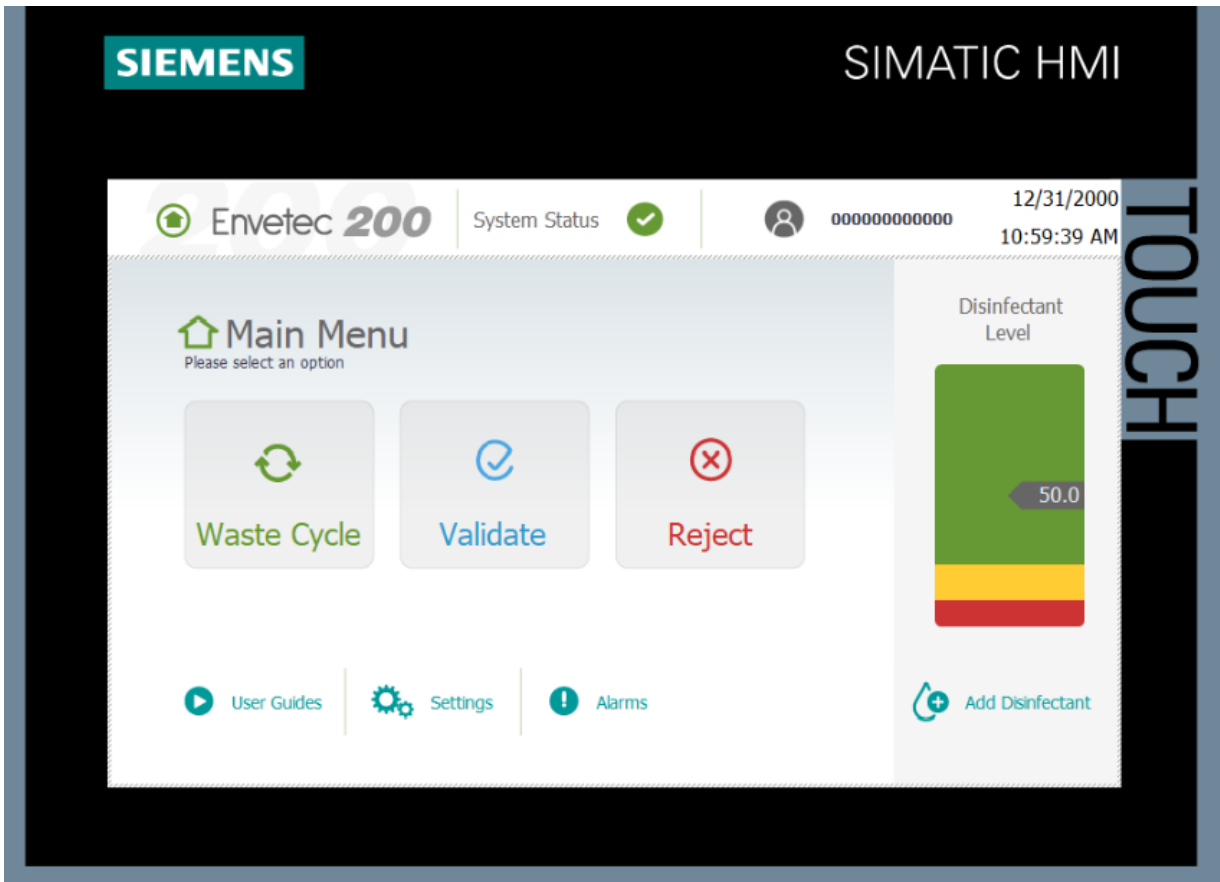 SIEMENS
SIMATIC HMI
TOUCH
200
Envetec 200
System Status
000000000000
12/31/2000
10:59:39 AM
Main Menu
Please select an option
Waste Cycle
Validate
Reject
Disinfectant
Level
50.0
User Guides
Settings
Alarms
Add Disinfectant